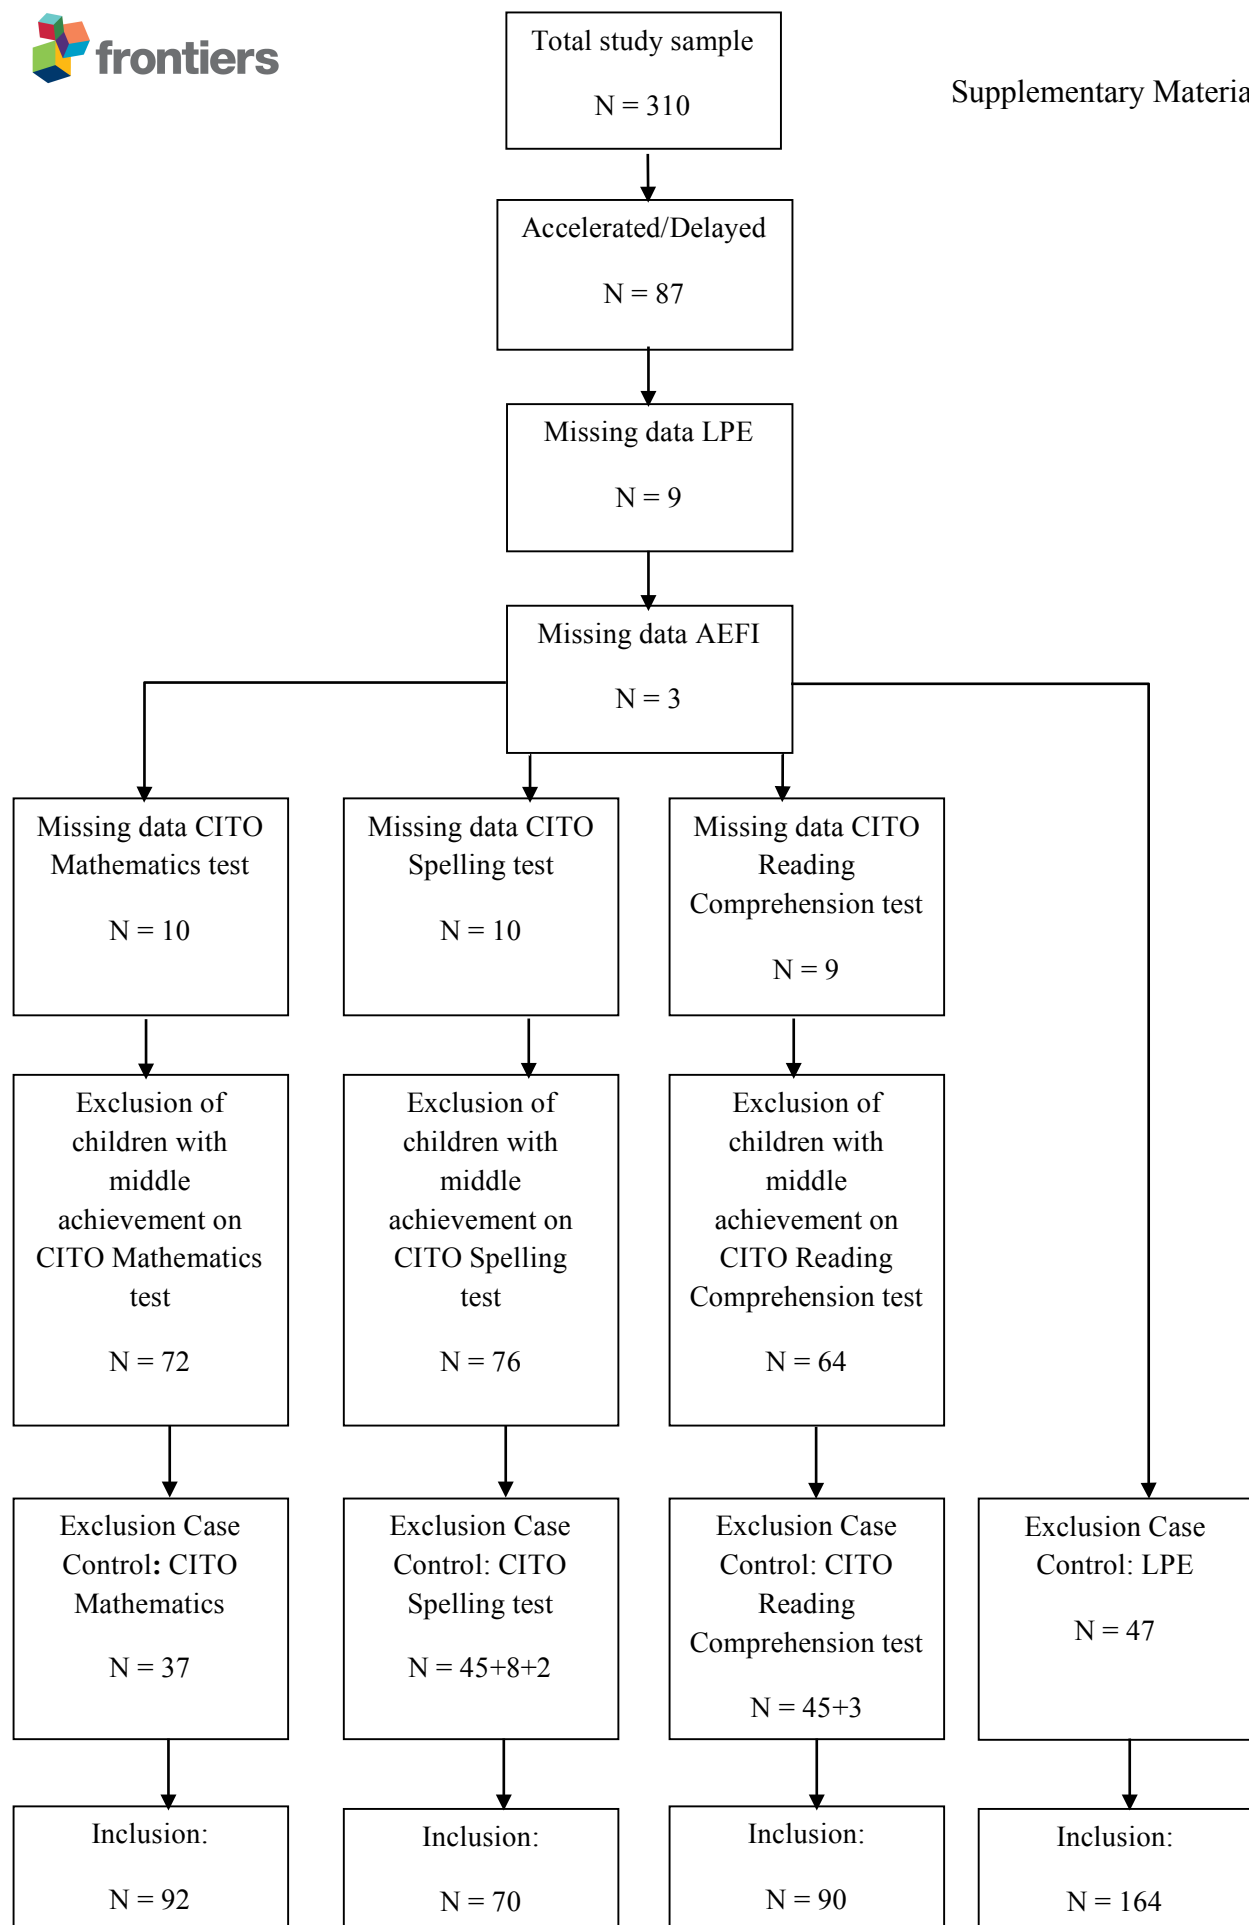 frontiers
Supplementary Materia
Total study sample
N = 310
Accelerated/Delayed
N = 87
Missing data LPE
N = 9
Missing data AEFI
N = 3
Missing data CITO
Mathematics test
N = 10
Missing data CITO
Spelling test
N = 10
Missing data CITO
Reading
Comprehension test
N = 9
Exclusion of
children with
middle
achievement on
CITO Mathematics
test
N = 72
Exclusion of
children with
middle
achievement on
CITO Spelling
test
N = 76
Exclusion of
children with
middle
achievement on
CITO Reading
Comprehension test
N = 64
Exclusion Case
Control: CITO
Mathematics
N = 37
Exclusion Case
Control: CITO
Spelling test
N = 45+8+2
Exclusion Case
Control: CITO
Reading
Comprehension test
N = 45+3
Exclusion Case
Control: LPE
N = 47
Inclusion:
N = 92
Inclusion:
N = 70
Inclusion:
N = 90
Inclusion:
N = 164